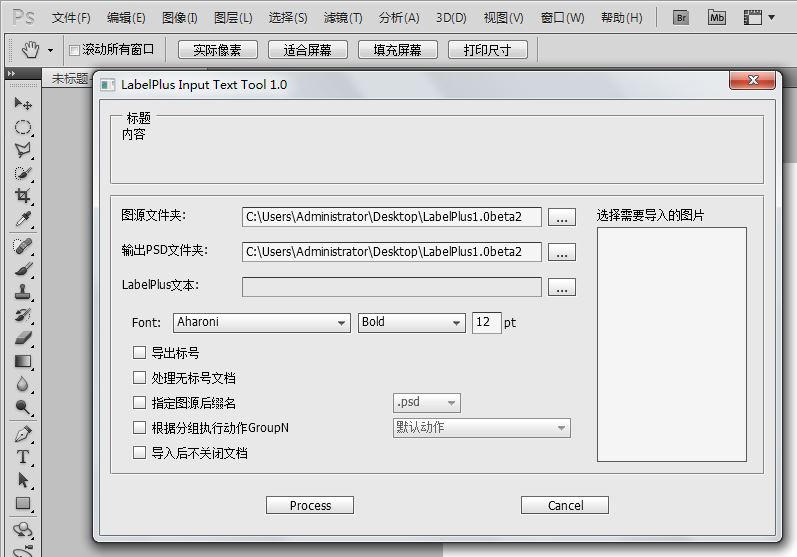 Ps 文件(F) 编辑(E) 图像(I) 图层(L) 选择(S) 滤镜(T) 分析(A) 3D(D) 视图(V) 窗口(W) 帮助(H) Br Mb
滚动所有窗口 实际像素 适合屏幕 填充屏幕 打印尺寸
未标题-
LabelPlus Input Text Tool 1.0
标题
内容
图源文件夹: C:\Users\Administrator\Desktop\LabelPlus1.0beta2 ... 选择需要导入的图片
输出PSD文件夹: C:\Users\Administrator\Desktop\LabelPlus1.0beta2 ...
LabelPlus文本: ...
Font: Aharoni Bold 12 pt
导出标号
处理无标号文档
指定图源后缀名 .psd
根据分组执行动作GroupN 默认动作
导入后不关闭文档
Process Cancel